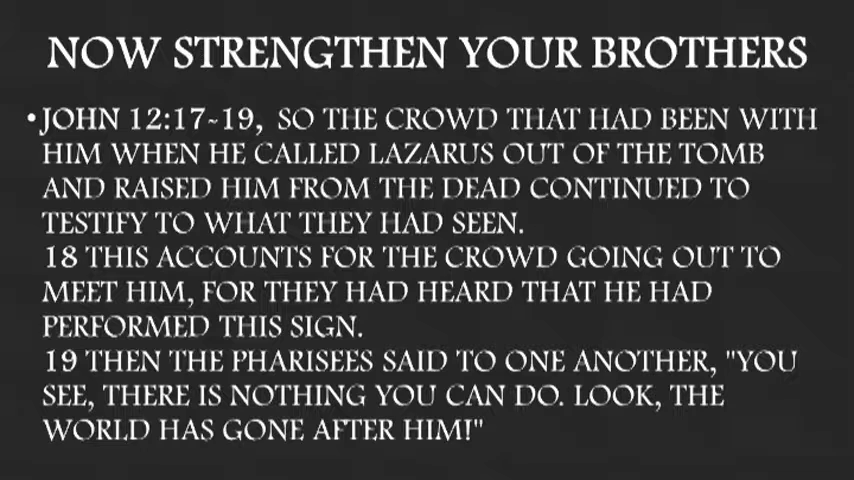 NOW STRENGTHEN YOUR BROTHERS
• JOHN 12:17-19, SO THE CROWD THAT HAD BEEN WITH
HIM WHEN HE CALLED LAZARUS OUT OF THE TOMB
AND RAISED HIM FROM THE DEAD CONTINUED TO
TESTIFY TO WHAT THEY HAD SEEN.
18 THIS ACCOUNTS FOR THE CROWD GOING OUT TO
MEET HIM, FOR THEY HAD HEARD THAT HE HAD
PERFORMED THIS SIGN.
19 THEN THE PHARISEES SAID TO ONE ANOTHER, "YOU
SEE, THERE IS NOTHING YOU CAN DO. LOOK, THE
WORLD HAS GONE AFTER HIM!"